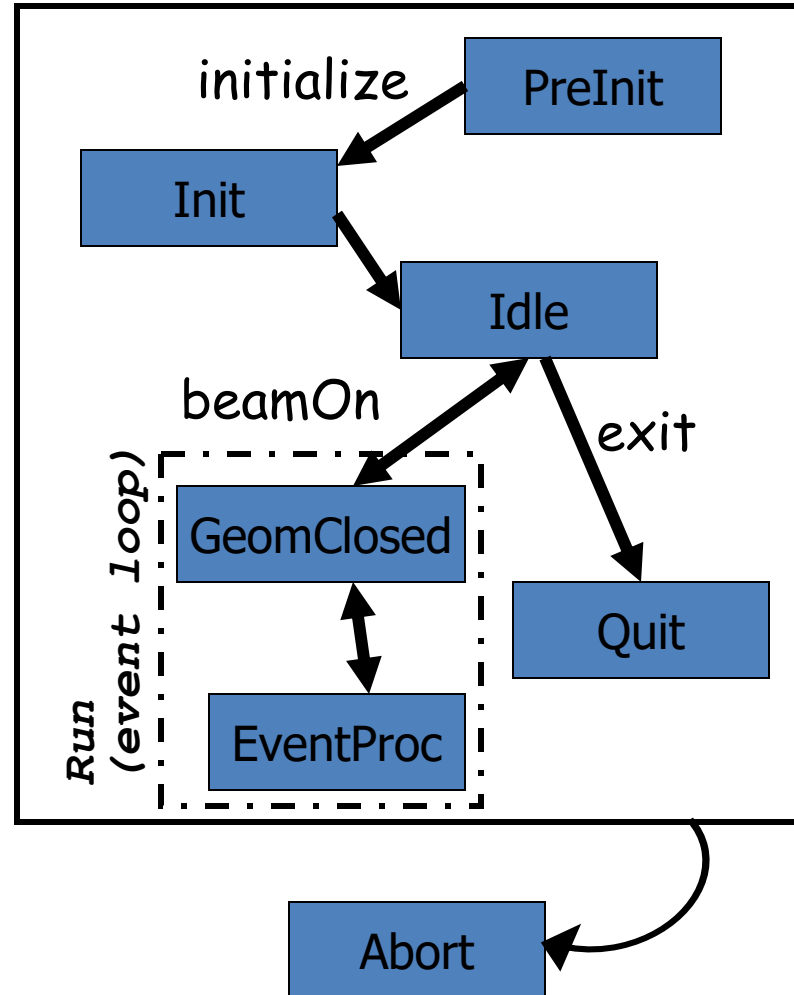 initialize
PreInit
Init
Idle
beamOn
exit
Run
(event loop)
GeomClosed
Quit
EventProc
Abort